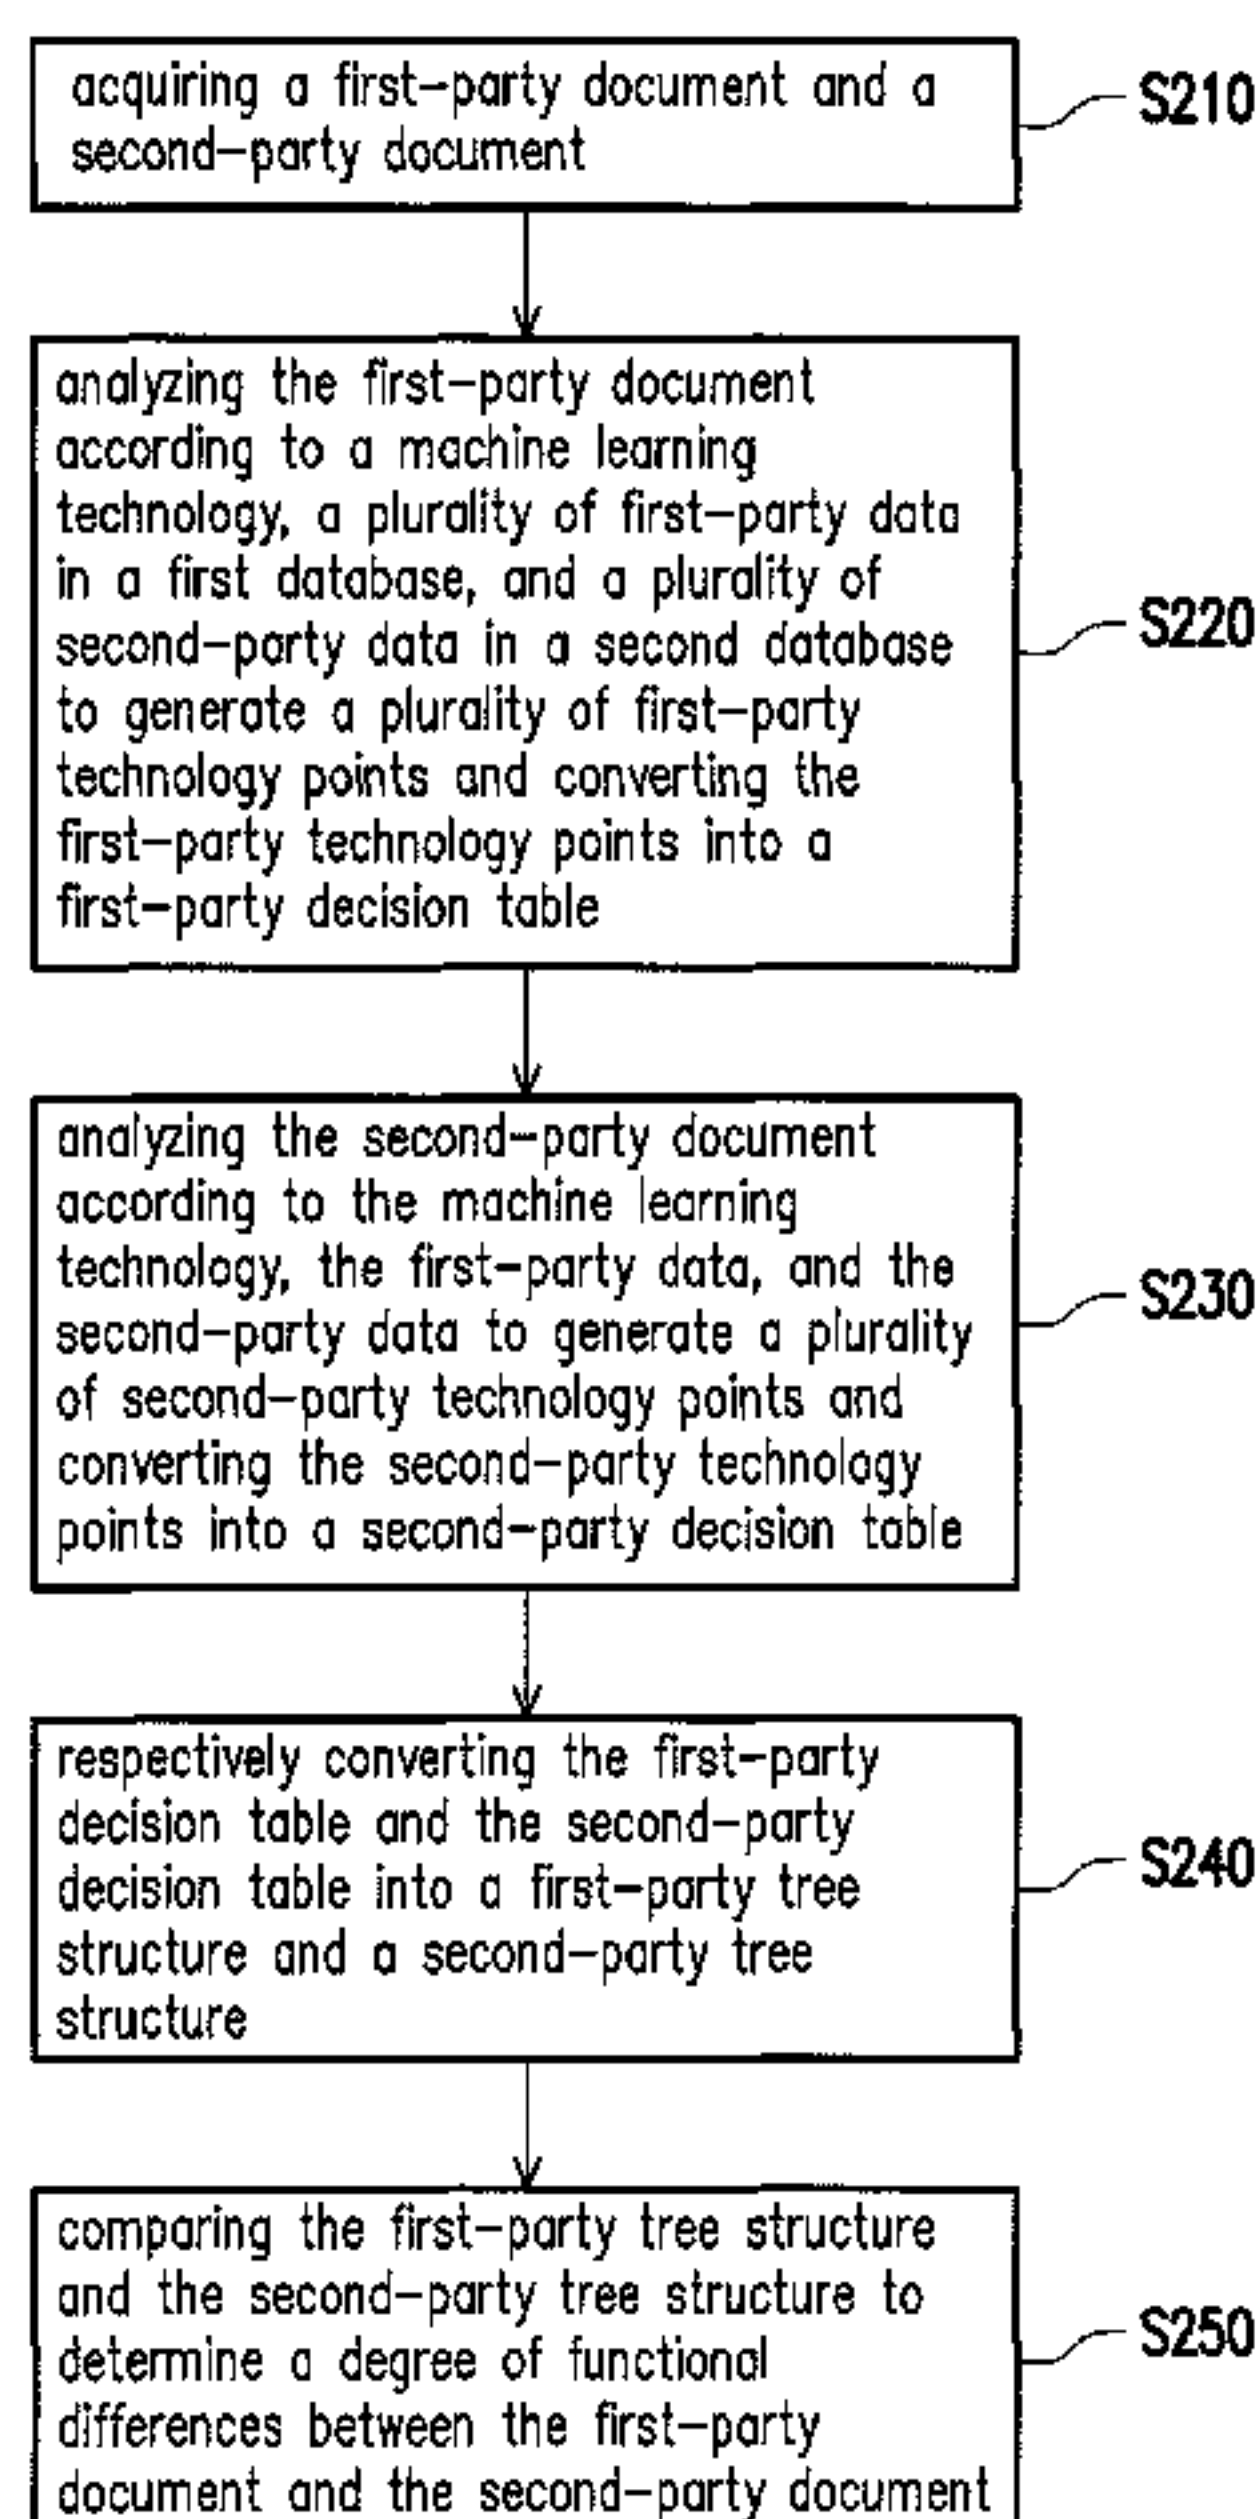 acquiring a first-party document and a
second-party document
S210
analyzing the first-party document
according to a machine learning
technology, a plurality of first-party data
in a first database, and a plurality of
second-party data in a second database
to generate a plurality of first-party
technology points and converting the
first-party technology points into a
first-party decision table
S220
analyzing the second-party document
according to the machine learning
technology, the first-party data, and the
second-party data to generate a plurality
of second-party technology points and
converting the second-party technology
points into a second-party decision table
S230
respectively converting the first-party
decision table and the second-party
decision table into a first-party tree
structure and a second-party tree
structure
S240
comparing the first-party tree structure
and the second-party tree structure to
determine a degree of functional
differences between the first-party
document and the second-party document
S250